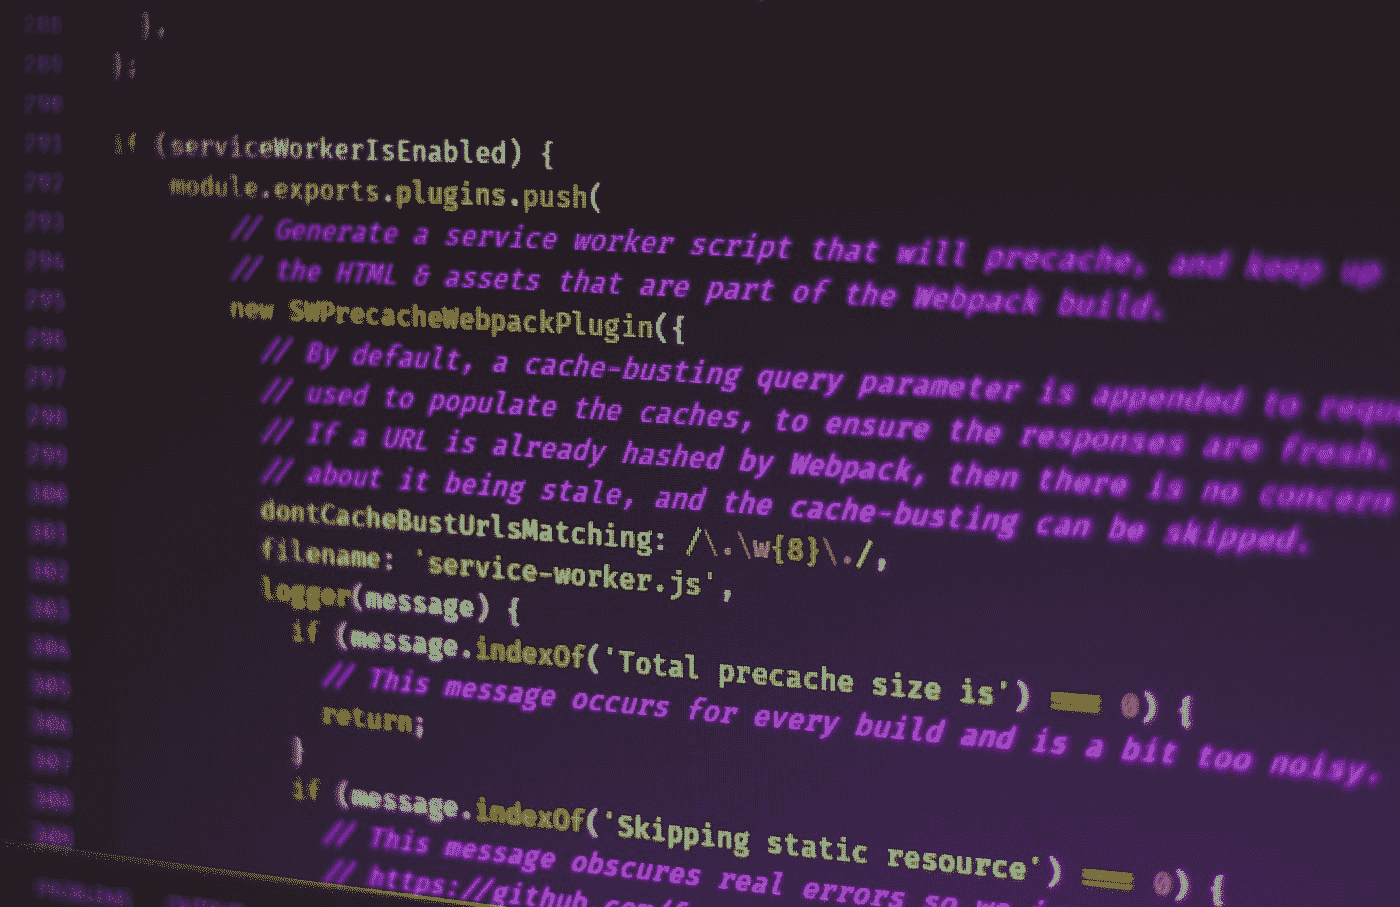 288 },
289 };
290
291 if (serviceWorkerIsEnabled) {
292 module.exports.plugins.push(
293 // Generate a service worker script that will precache, and keep up
294 // the HTML & assets that are part of the Webpack build.
295 new SWPrecacheWebpackPlugin({
296 // By default, a cache-busting query parameter is appended to
297 // used to populate the caches, to ensure the responses are fresh.
298 // If a URL is already hashed by Webpack, then there is no concern
299 // about it being stale, and the cache-busting can be skipped.
300 dontCacheBustUrlsMatching: /\.\w{8}\./,
301 filename: 'service-worker.js',
302 logger(message) {
303 if (message.indexOf('Total precache size is') === 0) {
304 // This message occurs for every build and is a bit too noisy.
305 return;
306 }
307 if (message.indexOf('Skipping static resource') === 0) {
308 // This message obscures real errors so we
309 // https://github.com/f